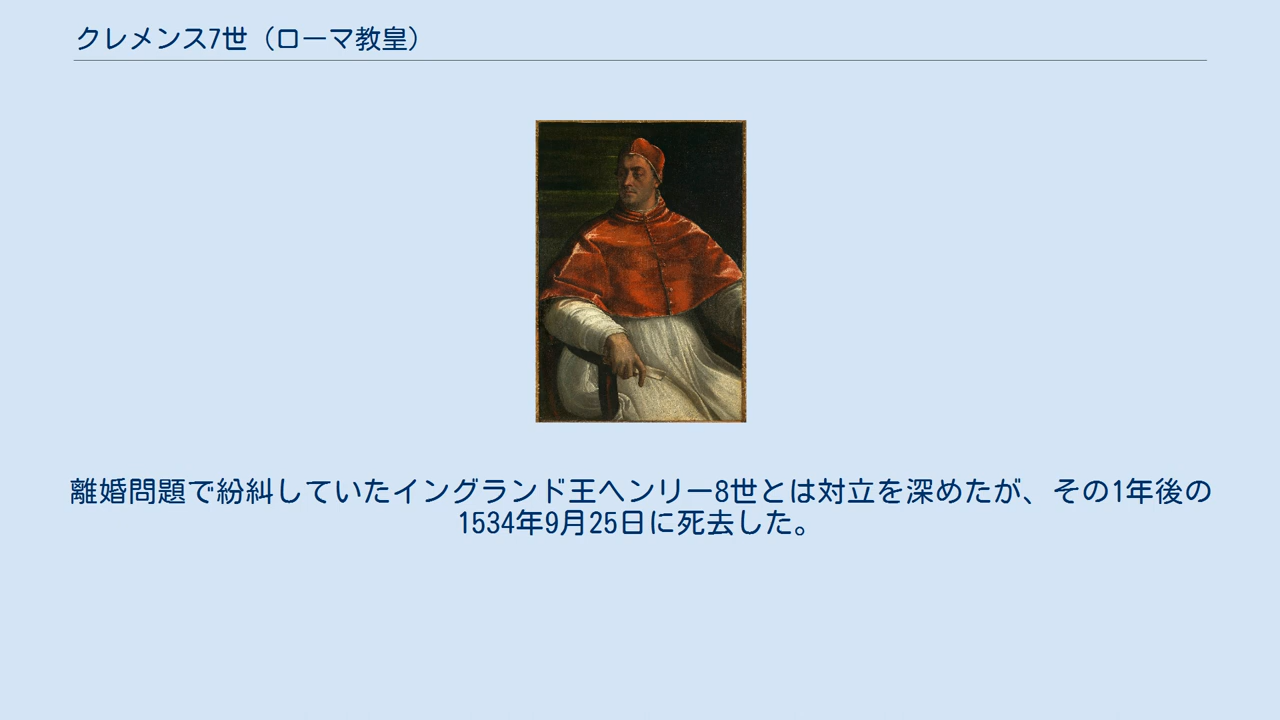 クレメンス7世（ローマ教皇）
離婚問題で紛糾していたイングランド王ヘンリー8世とは対立を深めたが、その1年後の
1534年9月25日に死去した。